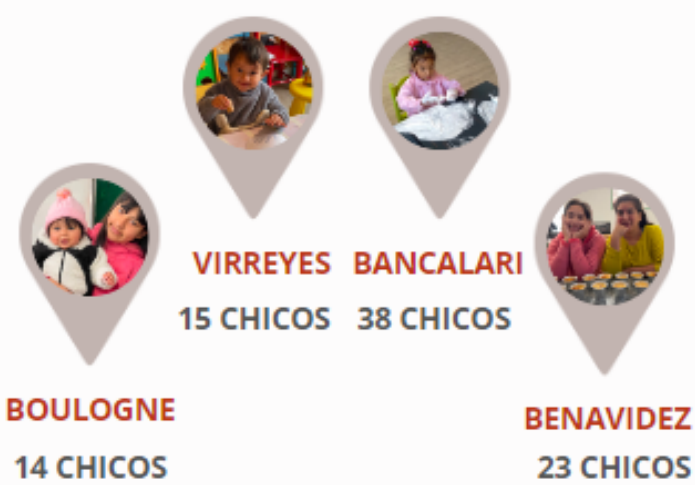 VIRREYES
15 CHICOS
BANCALARI
38 CHICOS
BOULOGNE
14 CHICOS
BENAVIDEZ
23 CHICOS